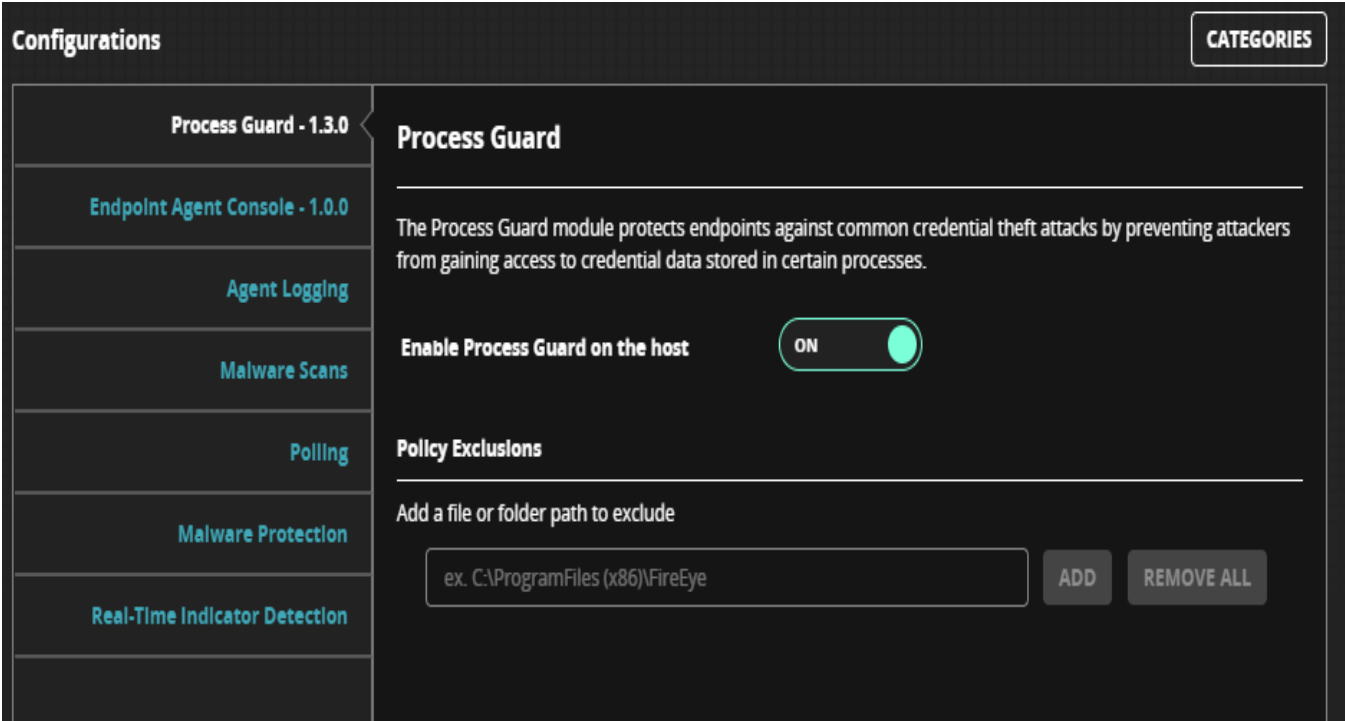 Configurations
CATEGORIES
Process Guard - 1.3.0
Endpoint Agent Console - 1.0.0
Agent Logging
Malware Scans
Polling
Malware Protection
Real-Time Indicator Detection
Process Guard
The Process Guard module protects endpoints against common credential theft attacks by preventing attackers
from gaining access to credential data stored in certain processes.
Enable Process Guard on the host
ON
Policy Exclusions
Add a file or folder path to exclude
ex. C:\ProgramFiles (x86)\FireEye
ADD
REMOVE ALL